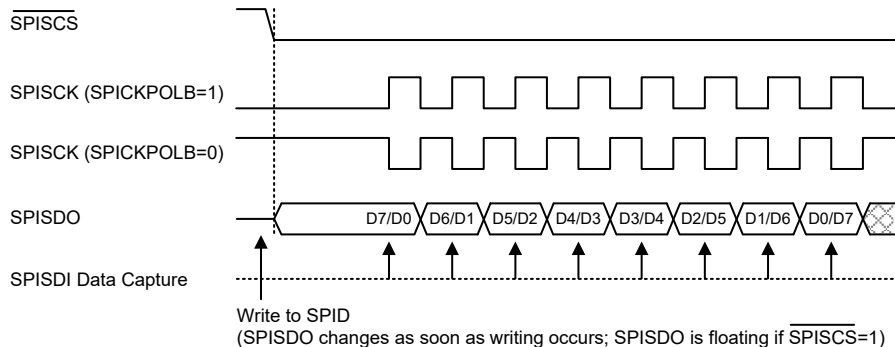 SPISCS
SPISCK (SPICKPOLB=1)
SPISCK (SPICKPOLB=0)
SPISDO D7/D0 D6/D1 D5/D2 D4/D3 D3/D4 D2/D5 D1/D6 D0/D7
SPISDI Data Capture
Write to SPID
(SPISDO changes as soon as writing occurs; SPISDO is floating if SPISCS=1)